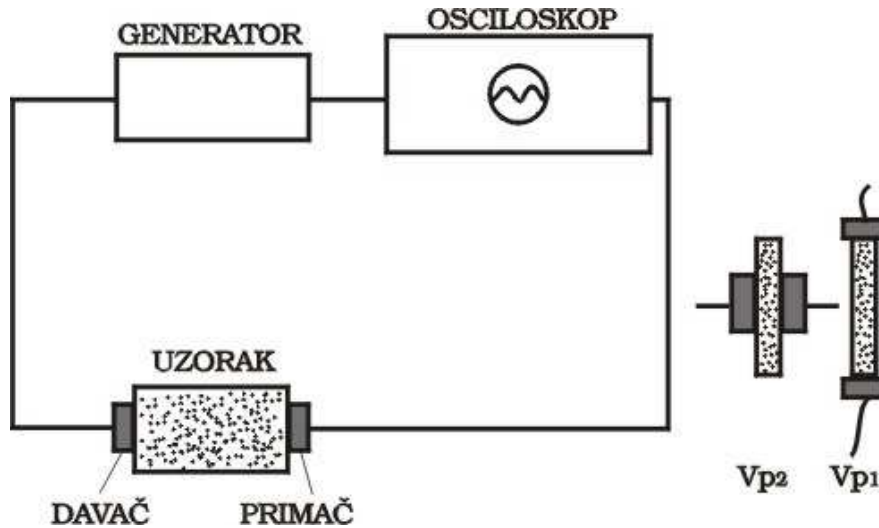 GENERATOR
OSCILOSKOP
UZORAK
DAVAČ
PRIMAČ
Vp2
Vp1